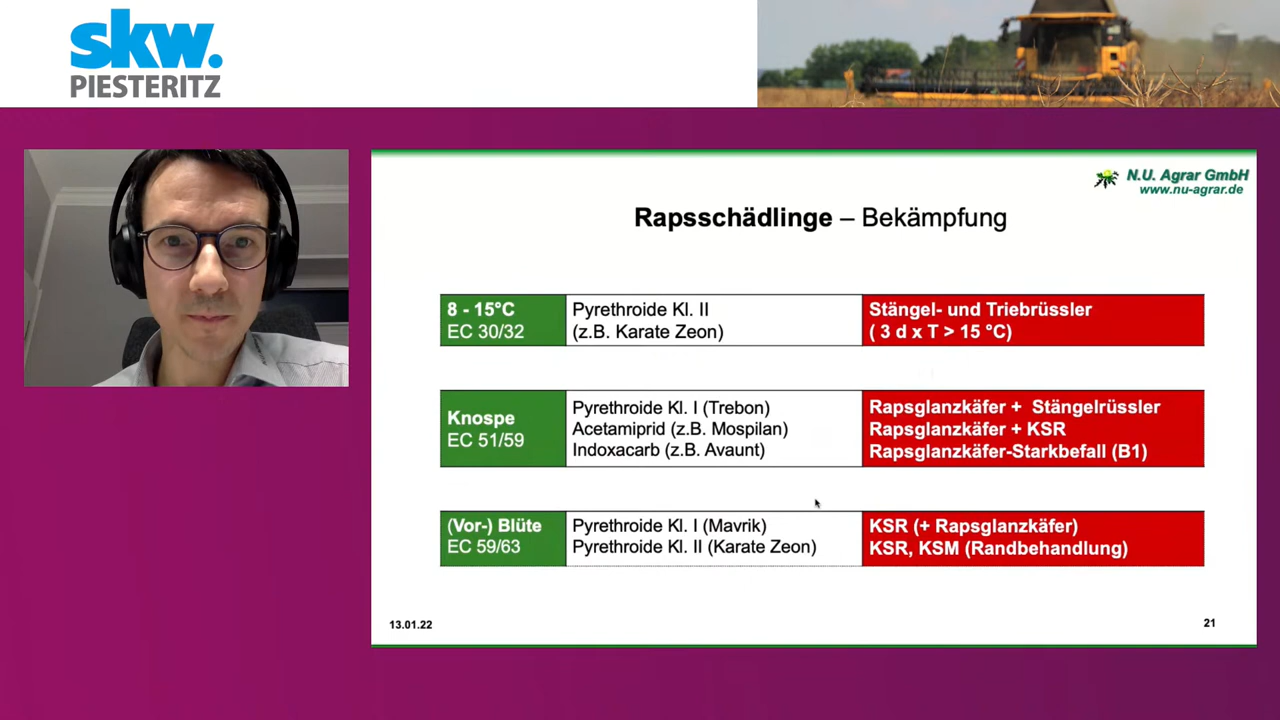 skw.
PIESTERITZ
N.U. Agrar GmbH
www.nu-agrar.de
Rapsschädlinge – Bekämpfung
8 - 15°C
EC 30/32
Pyrethroide Kl. II
(z.B. Karate Zeon)
Stängel- und Triebrüssler
( 3 d x T > 15 °C)
Knospe
EC 51/59
Pyrethroide Kl. I (Trebon)
Acetamiprid (z.B. Mospilan)
Indoxacarb (z.B. Avaunt)
Rapsglanzkäfer + Stängelrüssler
Rapsglanzkäfer + KSR
Rapsglanzkäfer-Starkbefall (B1)
(Vor-) Blüte
EC 59/63
Pyrethroide Kl. I (Mavrik)
Pyrethroide Kl. II (Karate Zeon)
KSR (+ Rapsglanzkäfer)
KSR, KSM (Randbehandlung)
13.01.22
21